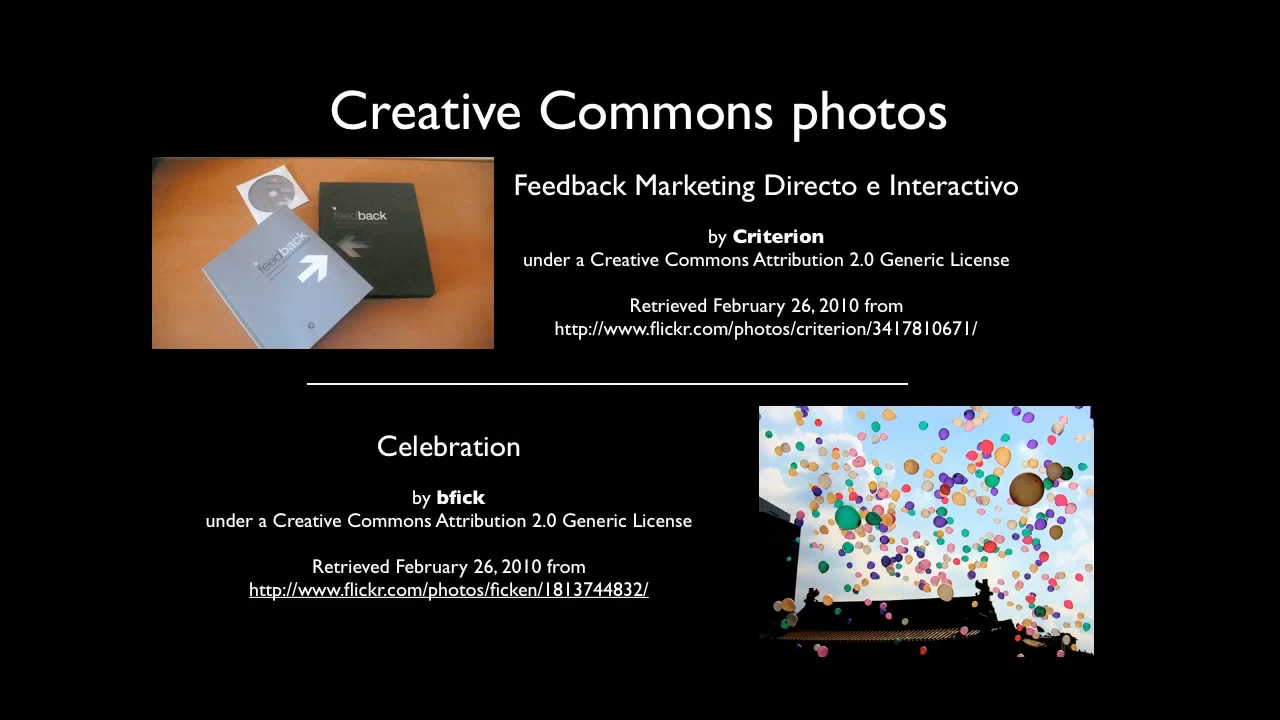 Creative Commons photos
feedback
feedback
Feedback Marketing Directo e Interactivo
by Criterion
under a Creative Commons Attribution 2.0 Generic License
Retrieved February 26, 2010 from
http://www.flickr.com/photos/criterion/3417810671/
Celebration
by bfick
under a Creative Commons Attribution 2.0 Generic License
Retrieved February 26, 2010 from
http://www.flickr.com/photos/ficken/1813744832/